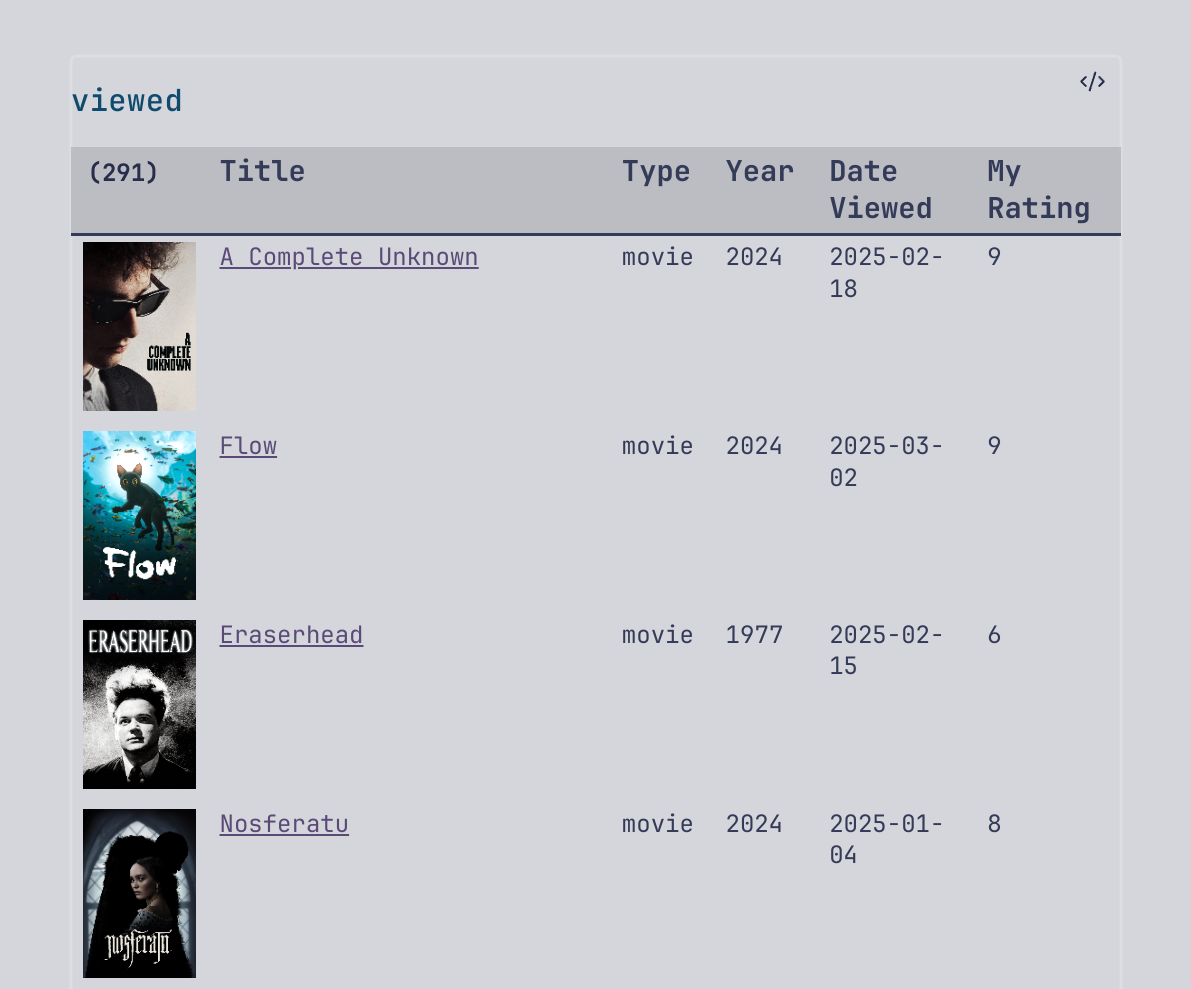 </>
viewed
(291) Title Type Year Date Viewed My Rating
A Complete Unknown movie 2024 2025-02-18 9
A
COMPLETE
UNKNOWN
Flow movie 2024 2025-03-02 9
Flow
Eraserhead movie 1977 2025-02-15 6
ERASERHEAD
Nosferatu movie 2024 2025-01-04 8
nosferatu